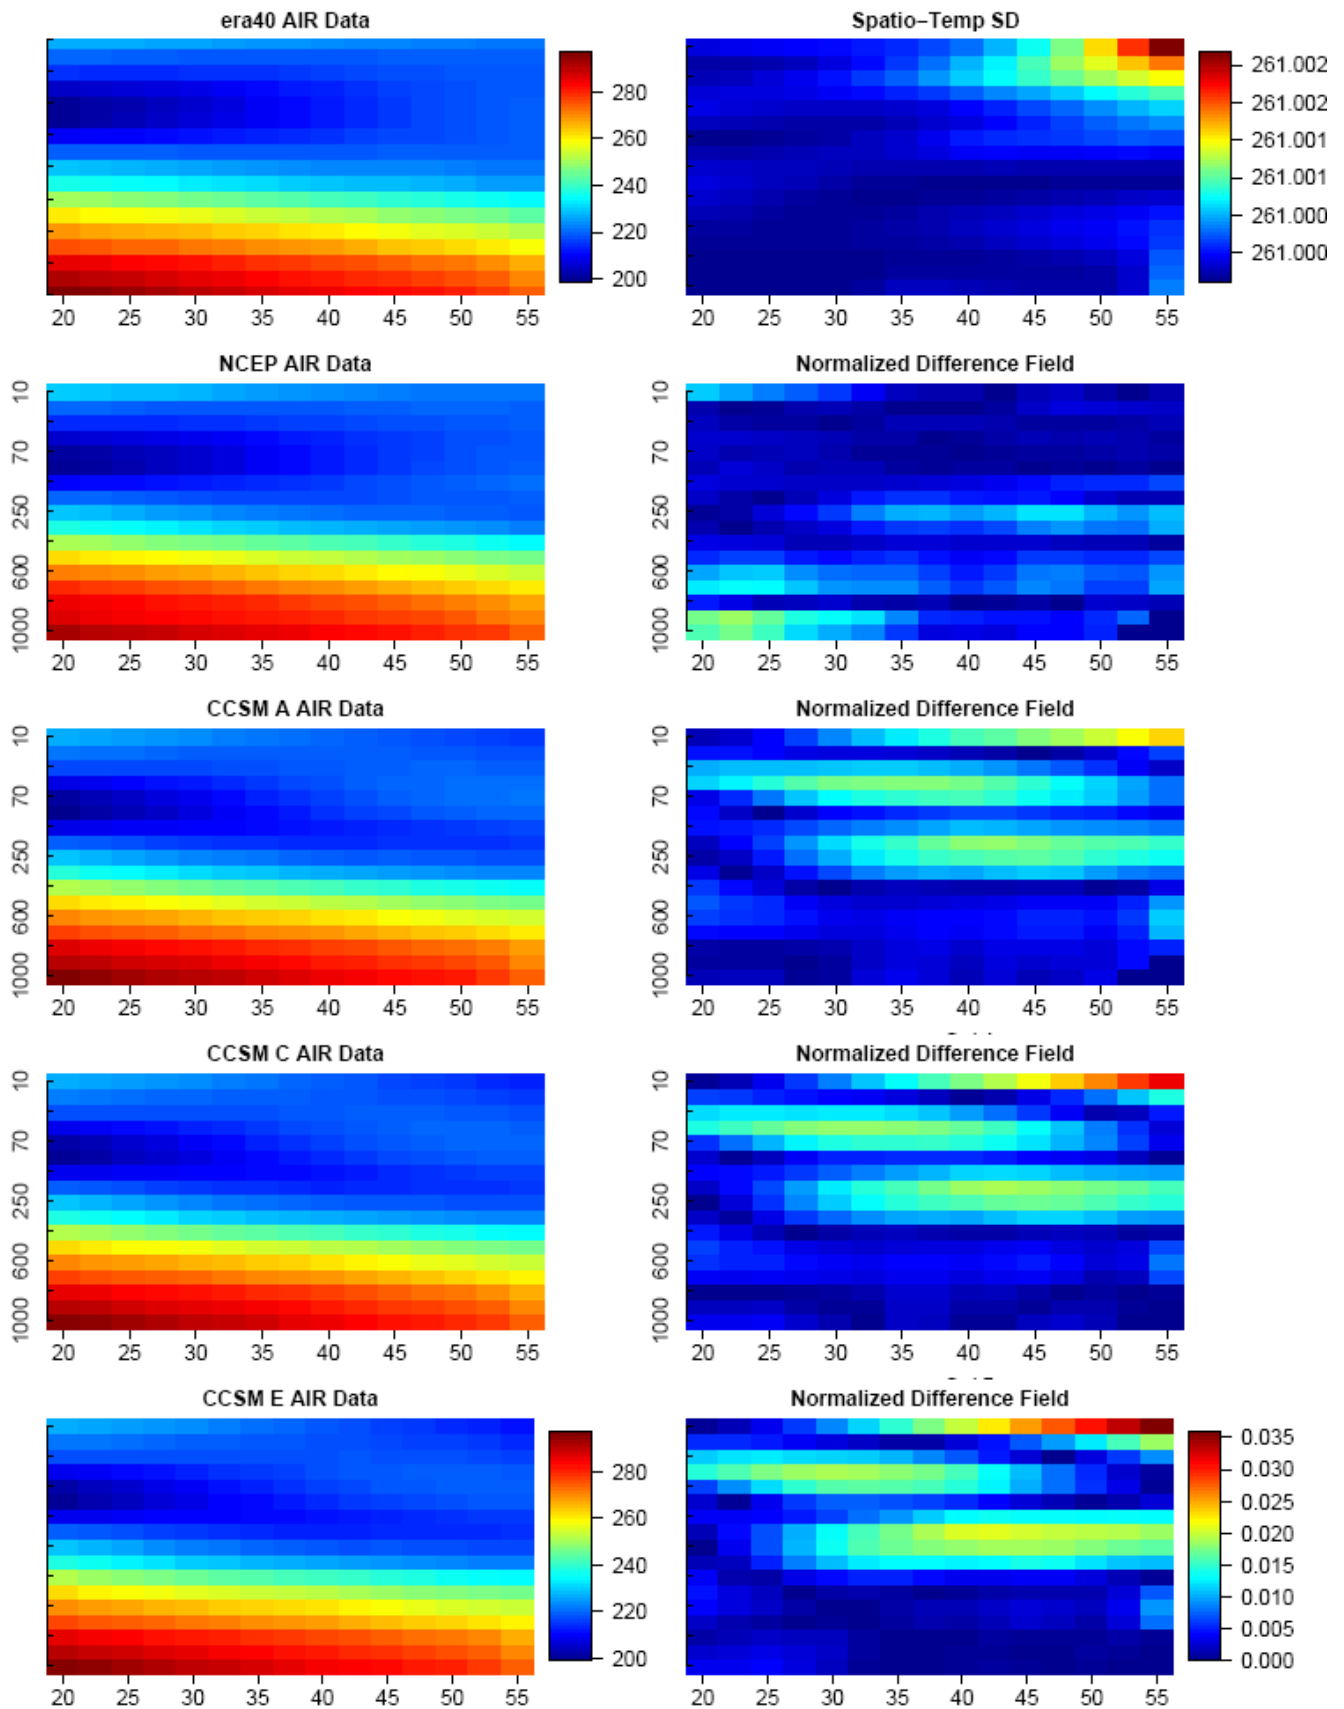 era40 AIR Data
Spatio-Temp SD
280
260
240
220
200
261.002
261.002
261.001
261.001
261.000
261.000
20 25 30 35 40 45 50 55
20 25 30 35 40 45 50 55
NCEP AIR Data
Normalized Difference Field
10
70
250
600
1000
10
70
250
600
1000
20 25 30 35 40 45 50 55
20 25 30 35 40 45 50 55
CCSM A AIR Data
Normalized Difference Field
10
70
250
600
1000
10
70
250
600
1000
20 25 30 35 40 45 50 55
20 25 30 35 40 45 50 55
CCSM C AIR Data
Normalized Difference Field
10
70
250
600
1000
10
70
250
600
1000
20 25 30 35 40 45 50 55
20 25 30 35 40 45 50 55
CCSM E AIR Data
Normalized Difference Field
280
260
240
220
200
0.035
0.030
0.025
0.020
0.015
0.010
0.005
0.000
20 25 30 35 40 45 50 55
20 25 30 35 40 45 50 55